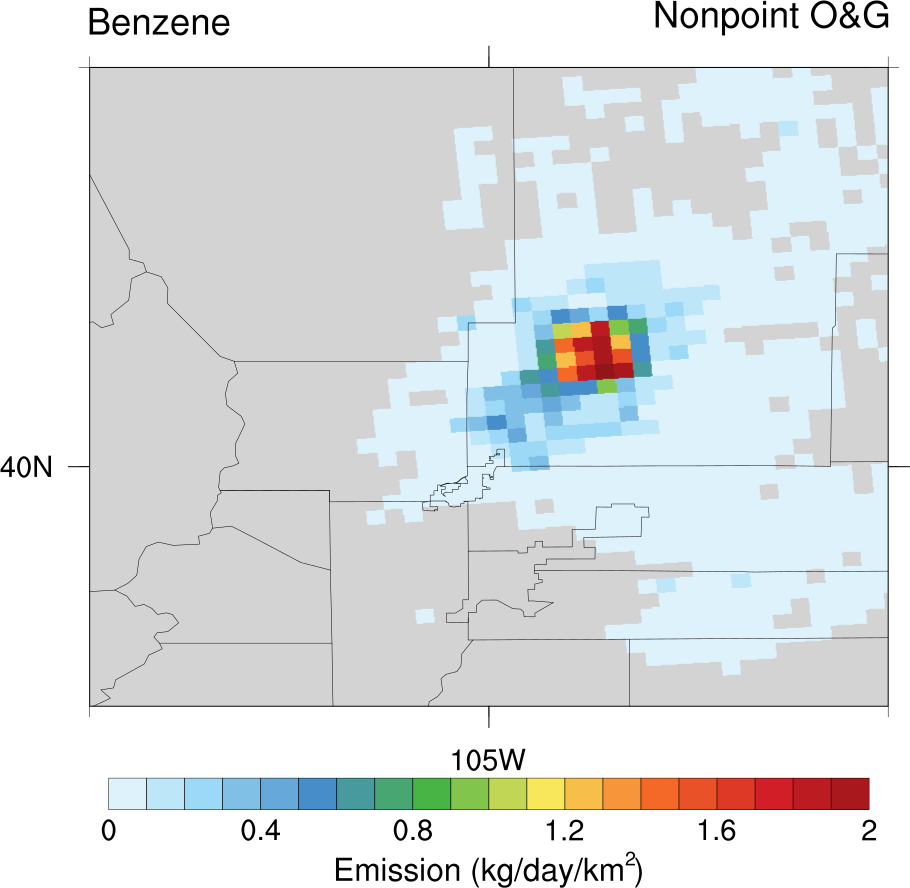 Benzene
Nonpoint O&G
40N
105W
0 0.4 0.8 1.2 1.6 2
Emission (kg/day/km²)